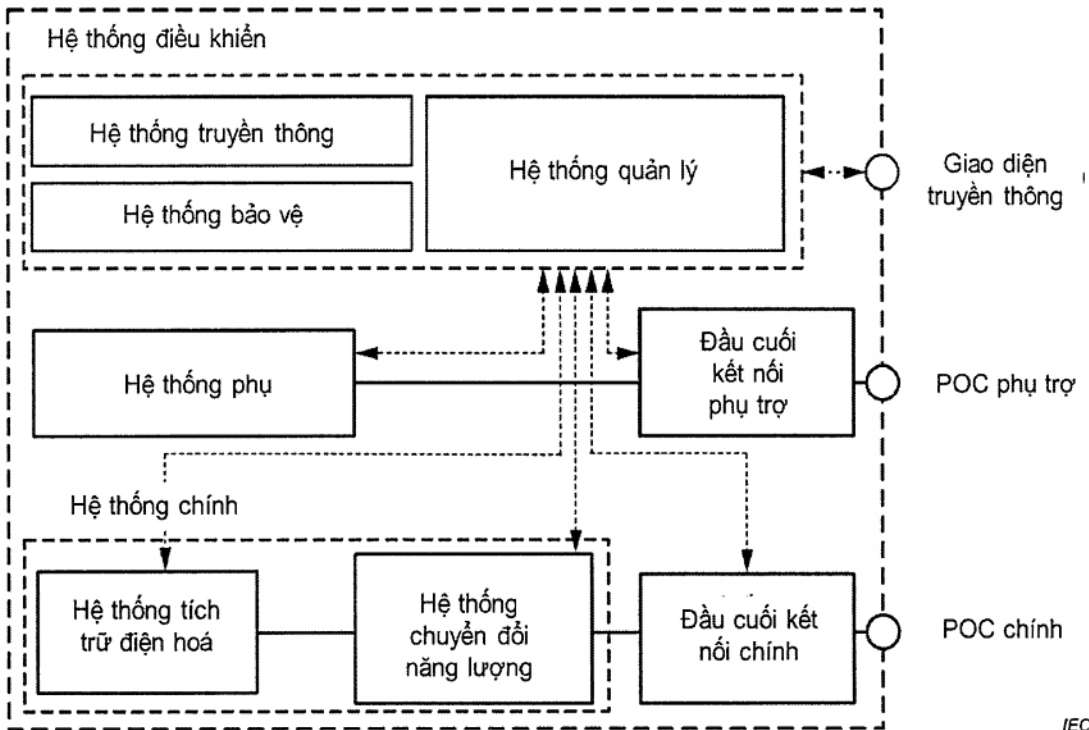 Hệ thống điều khiển
Hệ thống truyền thông
Hệ thống bảo vệ
Hệ thống quản lý
Giao diện
truyền thông
Hệ thống phụ
Đầu cuối
kết nối
phụ trợ
POC phụ trợ
Hệ thống chính
Hệ thống tích
trữ điện hoá
Hệ thống
chuyển đổi
năng lượng
Đầu cuối kết
nối chính
POC chính
IEC